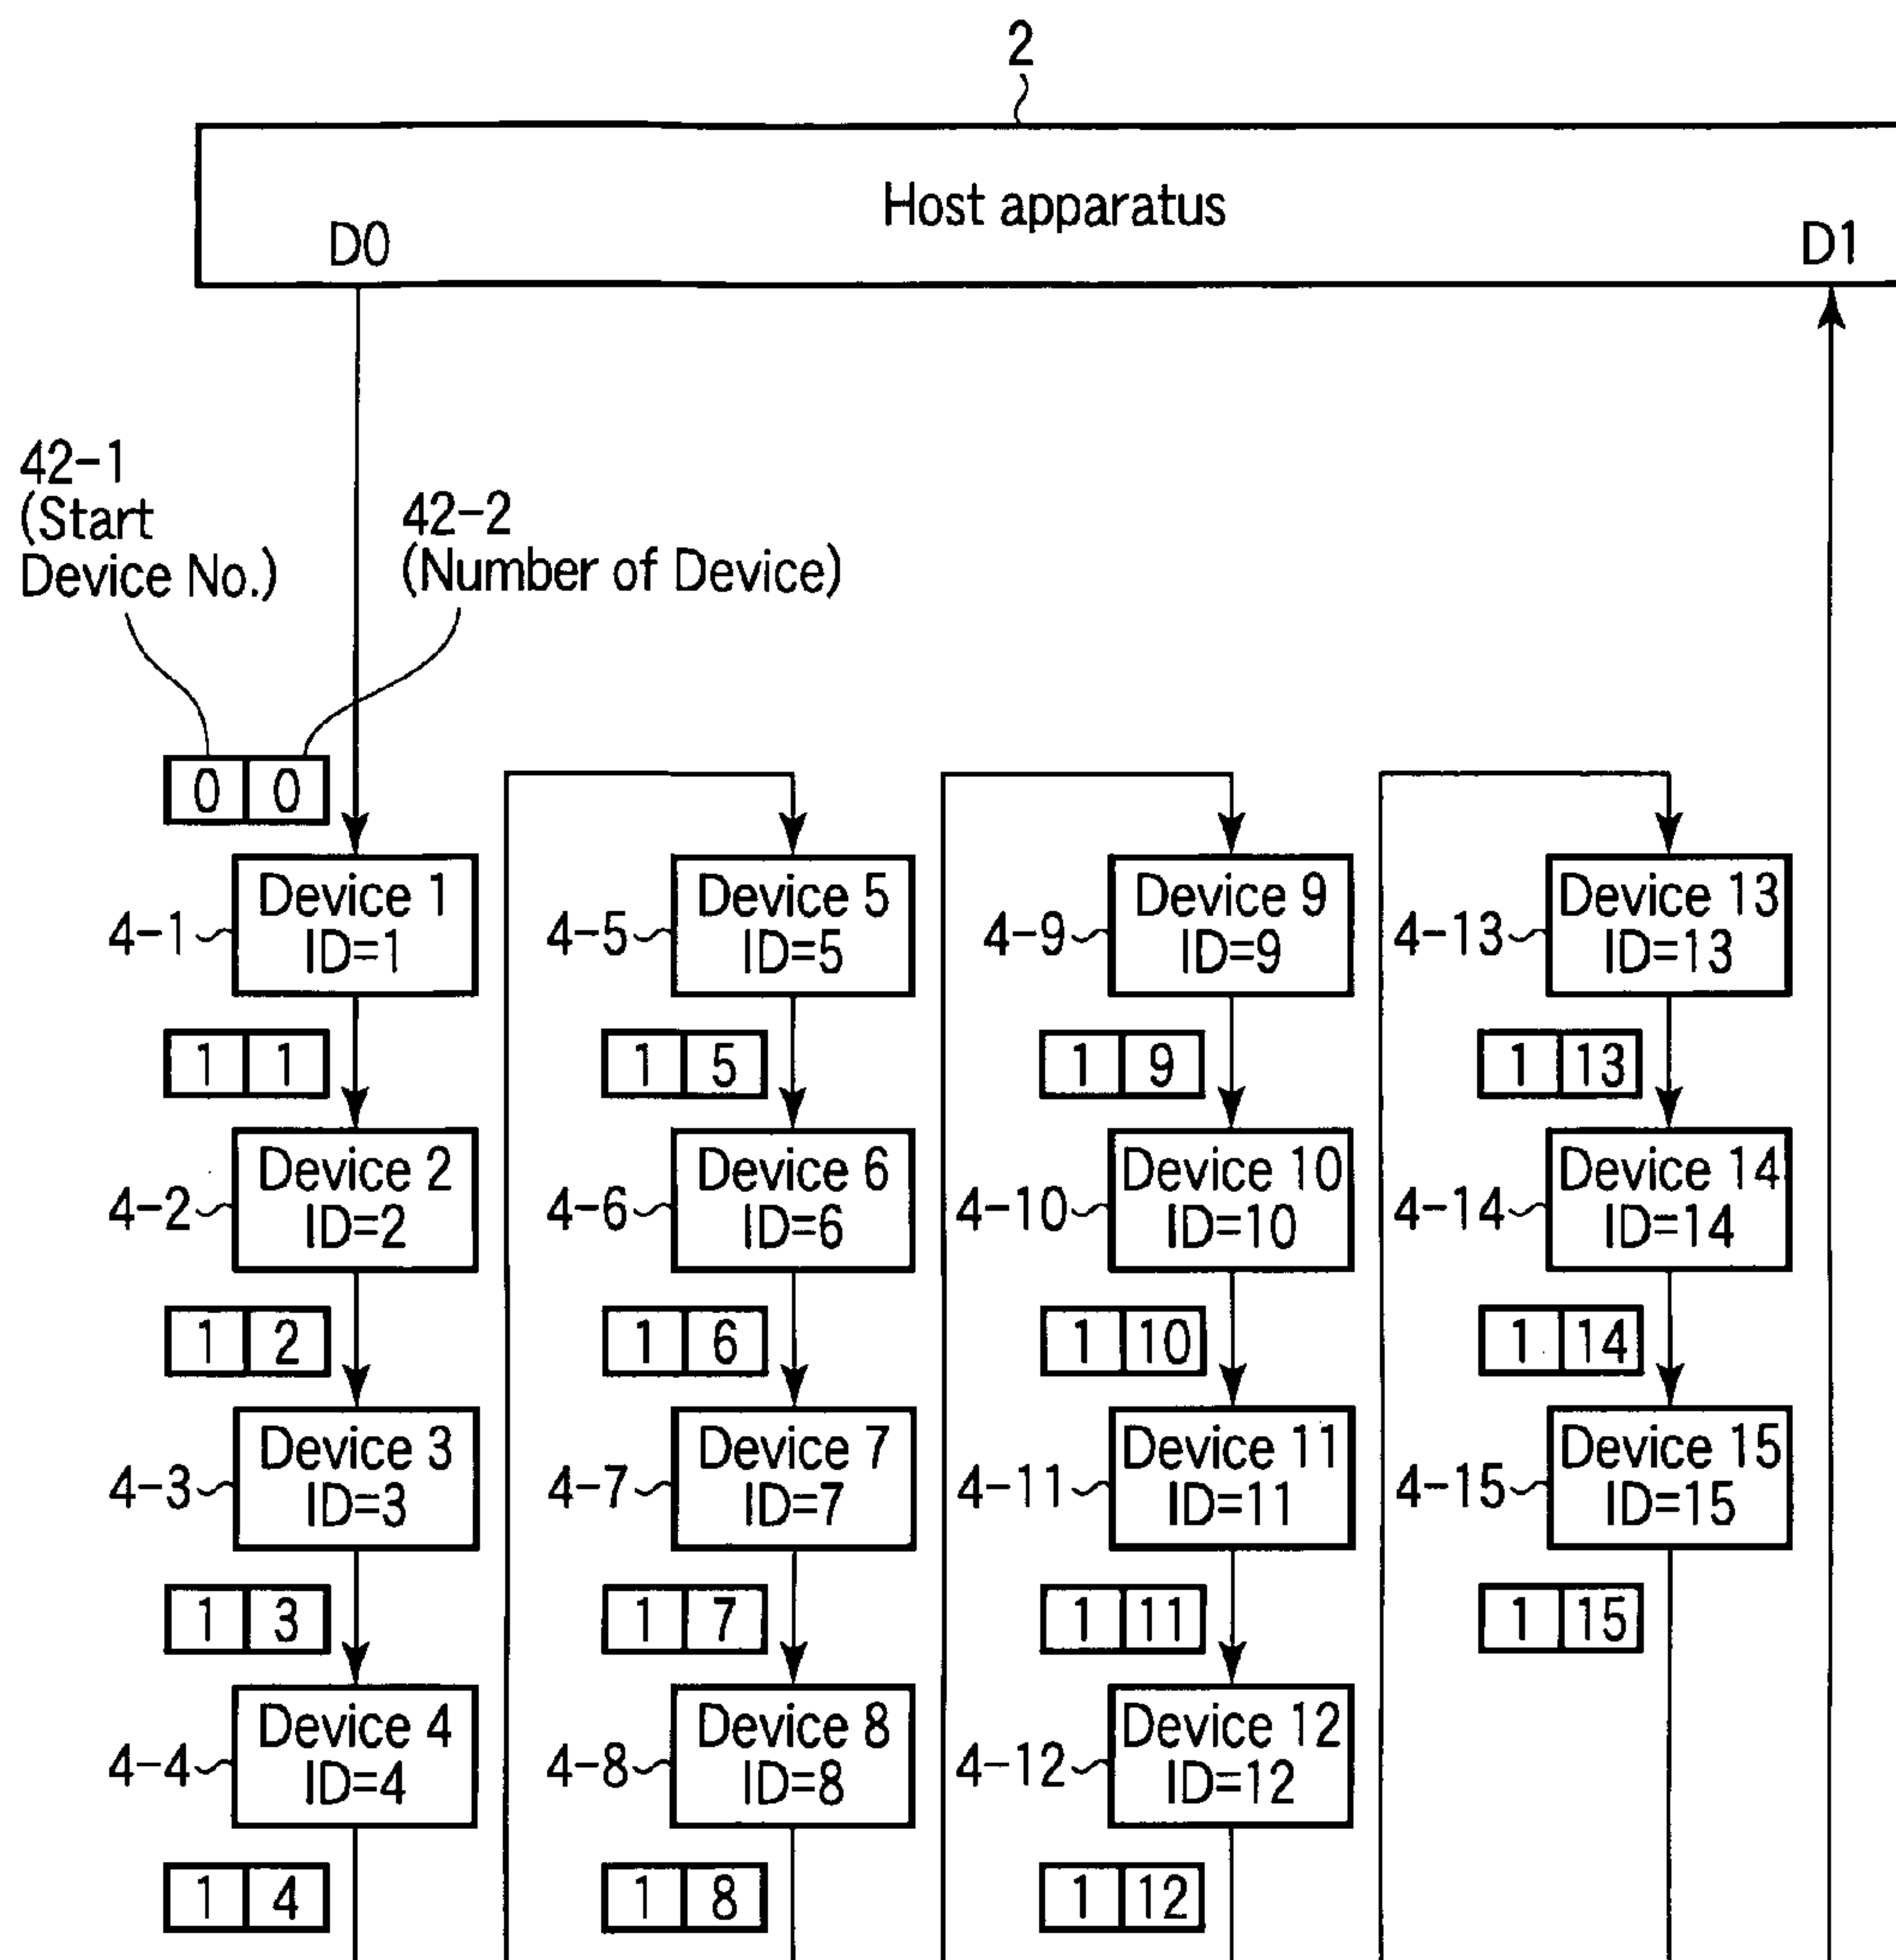 2
Host apparatus
D0
D1
42-1
(Start
Device No.)
42-2
(Number of Device)
0 0
4-1
Device 1
ID=1
1 1
4-2
Device 2
ID=2
1 2
4-3
Device 3
ID=3
1 3
4-4
Device 4
ID=4
1 4
4-5
Device 5
ID=5
1 5
4-6
Device 6
ID=6
1 6
4-7
Device 7
ID=7
1 7
4-8
Device 8
ID=8
1 8
4-9
Device 9
ID=9
1 9
4-10
Device 10
ID=10
1 10
4-11
Device 11
ID=11
1 11
4-12
Device 12
ID=12
1 12
4-13
Device 13
ID=13
1 13
4-14
Device 14
ID=14
1 14
4-15
Device 15
ID=15
1 15